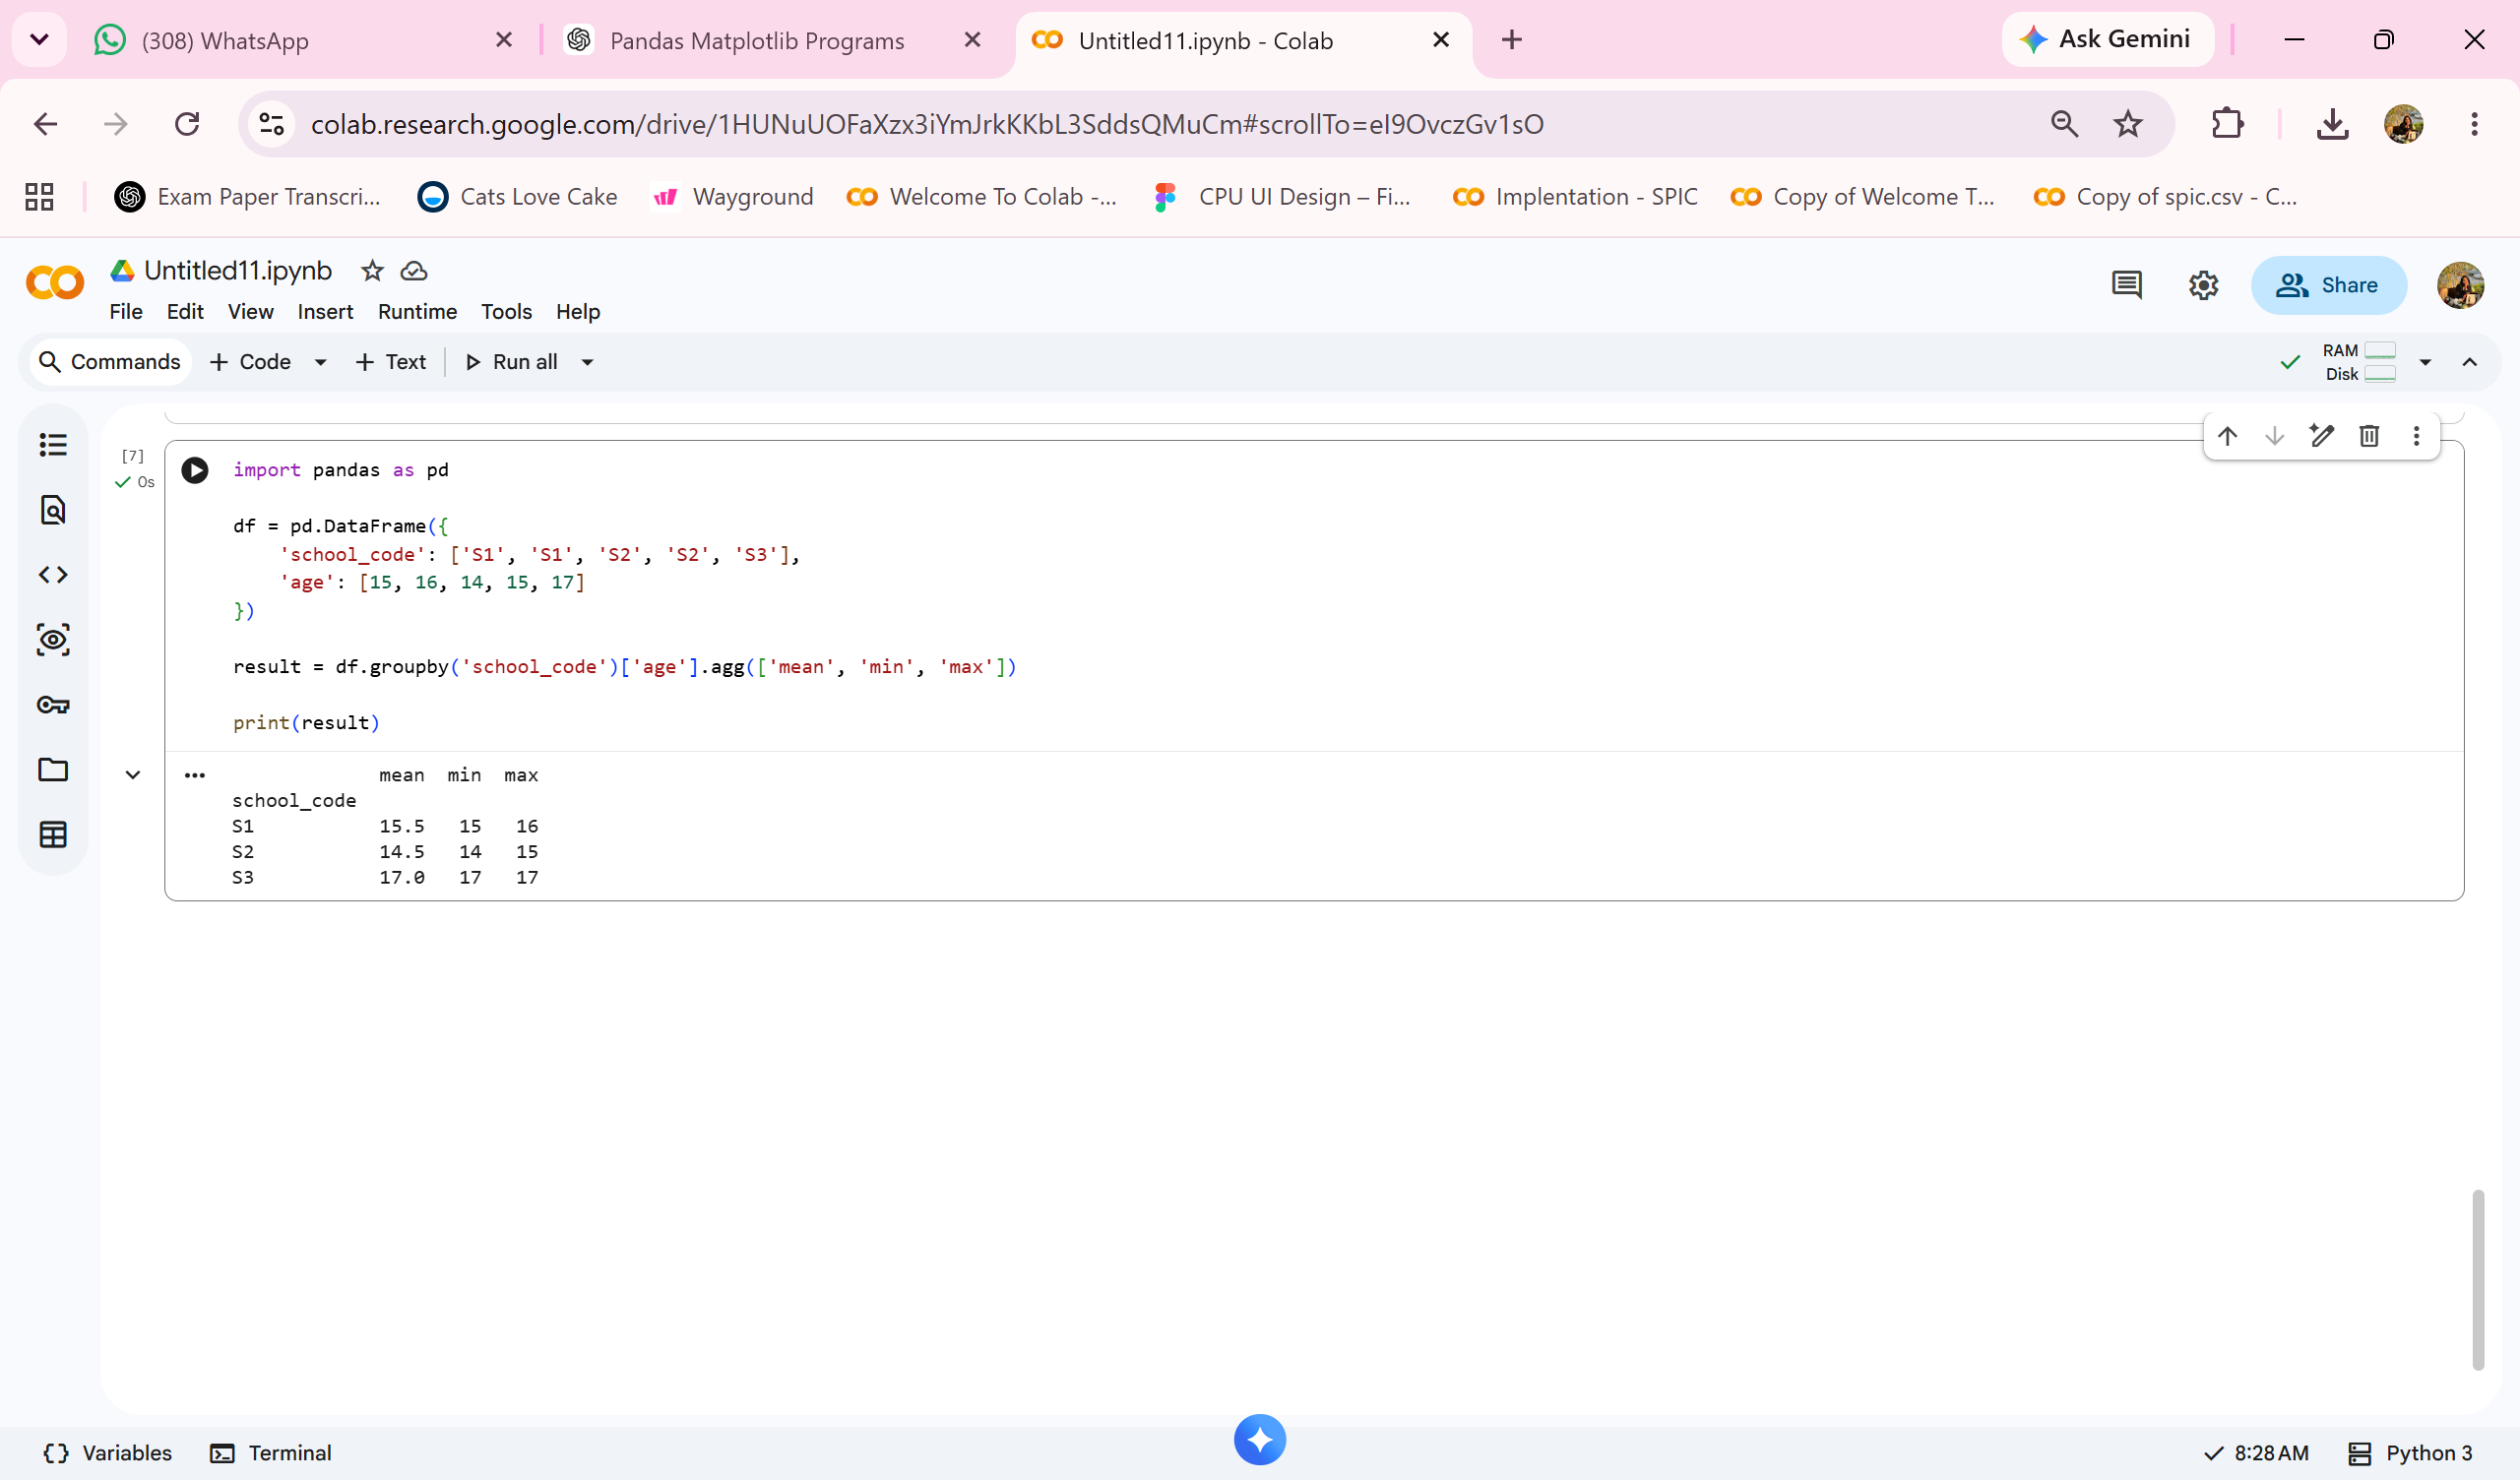 (308) WhatsApp
Pandas Matplotlib Programs
Untitled11.ipynb - Colab
Ask Gemini
colab.research.google.com/drive/1HUNuUOFaXzx3iYmJrkKKbL3SddsQMuCm#scrollTo=eI9OvczGv1sO
Exam Paper Transcri...
Cats Love Cake
Wayground
Welcome To Colab -...
CPU UI Design – Fi...
Implentation - SPIC
Copy of Welcome T...
Copy of spic.csv - C...
Untitled11.ipynb
File Edit View Insert Runtime Tools Help
Share
Commands + Code + Text Run all
RAM
Disk
[7]
0s
import pandas as pd
df = pd.DataFrame({
    'school_code': ['S1', 'S1', 'S2', 'S2', 'S3'],
    'age': [15, 16, 14, 15, 17]
})
result = df.groupby('school_code')['age'].agg(['mean', 'min', 'max'])
print(result)
mean min max
school_code
S1 15.5 15 16
S2 14.5 14 15
S3 17.0 17 17
Variables
Terminal
8:28 AM
Python 3